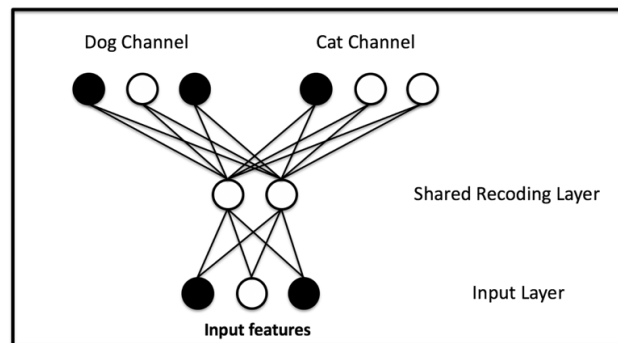 Dog Channel
Cat Channel
Shared Recoding Layer
Input Layer
Input features